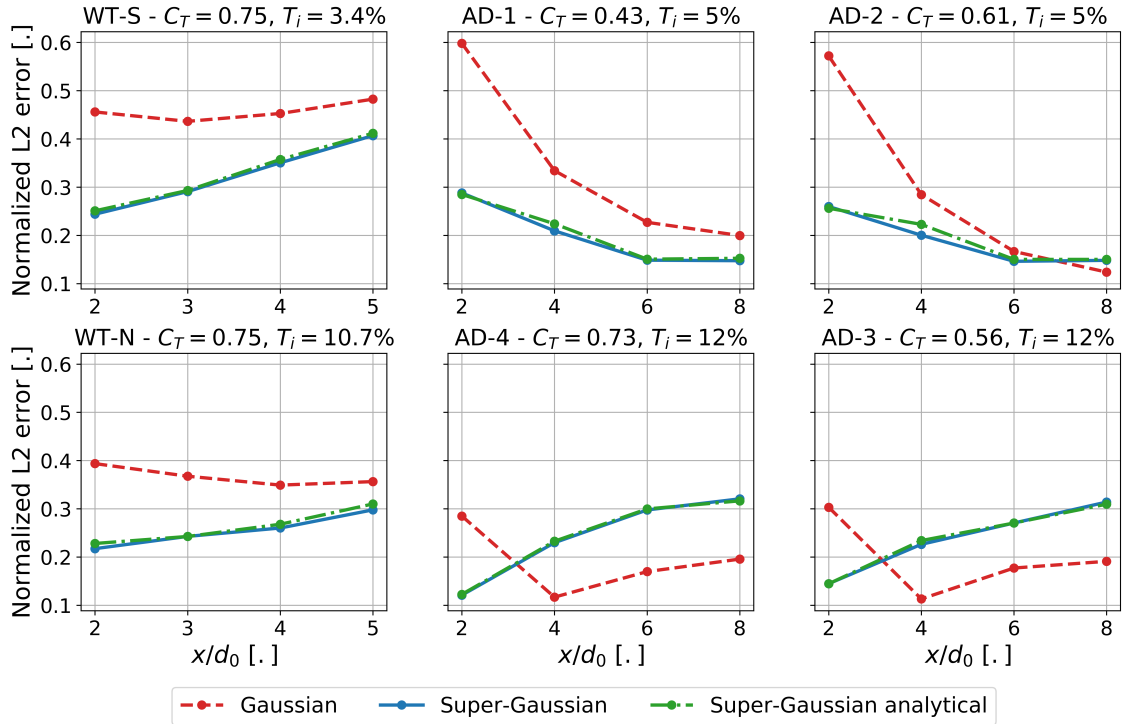 WT-S - C_T = 0.75, T_i = 3.4%
AD-1 - C_T = 0.43, T_i = 5%
AD-2 - C_T = 0.61, T_i = 5%
Normalized L2 error [.]
0.6
0.5
0.4
0.3
0.2
0.1
2 3 4 5
2 4 6 8
2 4 6 8
WT-N - C_T = 0.75, T_i = 10.7%
AD-4 - C_T = 0.73, T_i = 12%
AD-3 - C_T = 0.56, T_i = 12%
Normalized L2 error [.]
0.6
0.5
0.4
0.3
0.2
0.1
2 3 4 5
2 4 6 8
2 4 6 8
x/d_0 [.]
x/d_0 [.]
x/d_0 [.]
Gaussian
Super-Gaussian
Super-Gaussian analytical